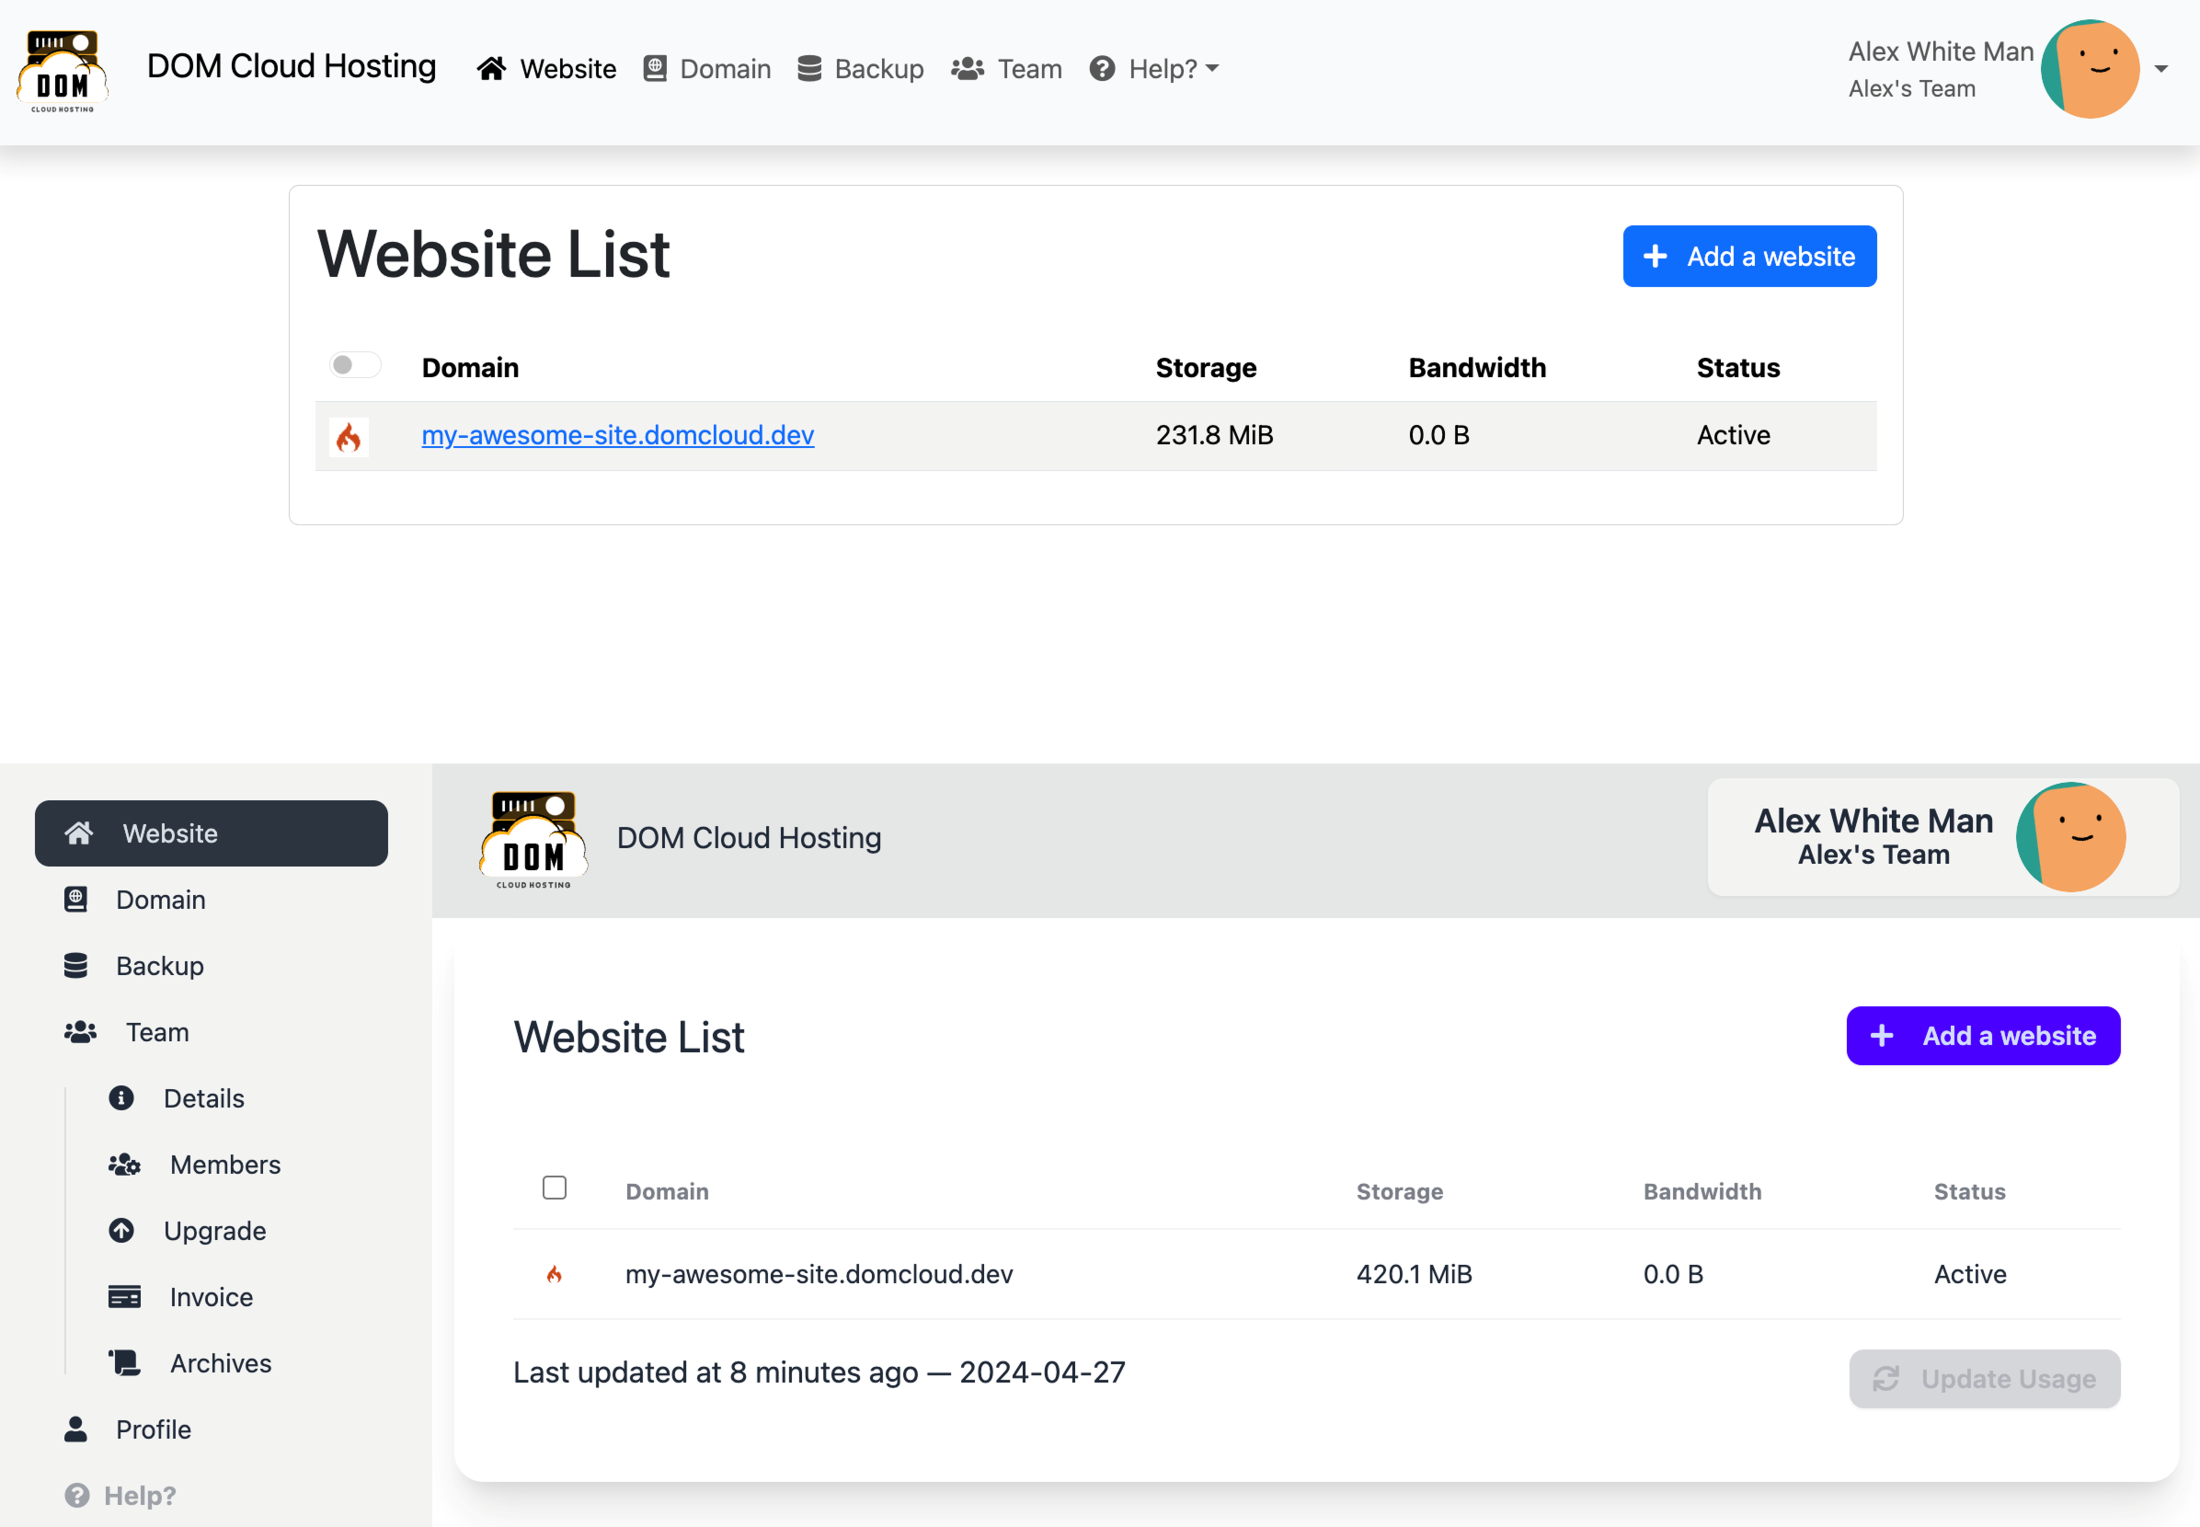 DOM
CLOUD HOSTING
DOM Cloud Hosting
Website
Domain
Backup
Team
Help?
Alex White Man
Alex's Team
Website List
Add a website
Domain Storage Bandwidth Status
my-awesome-site.domcloud.dev 231.8 MiB 0.0 B Active
Website
Domain
Backup
Team
Details
Members
Upgrade
Invoice
Archives
Profile
Help?
DOM
CLOUD HOSTING
DOM Cloud Hosting
Alex White Man
Alex's Team
Website List
Add a website
Domain Storage Bandwidth Status
my-awesome-site.domcloud.dev 420.1 MiB 0.0 B Active
Last updated at 8 minutes ago — 2024-04-27
Update Usage